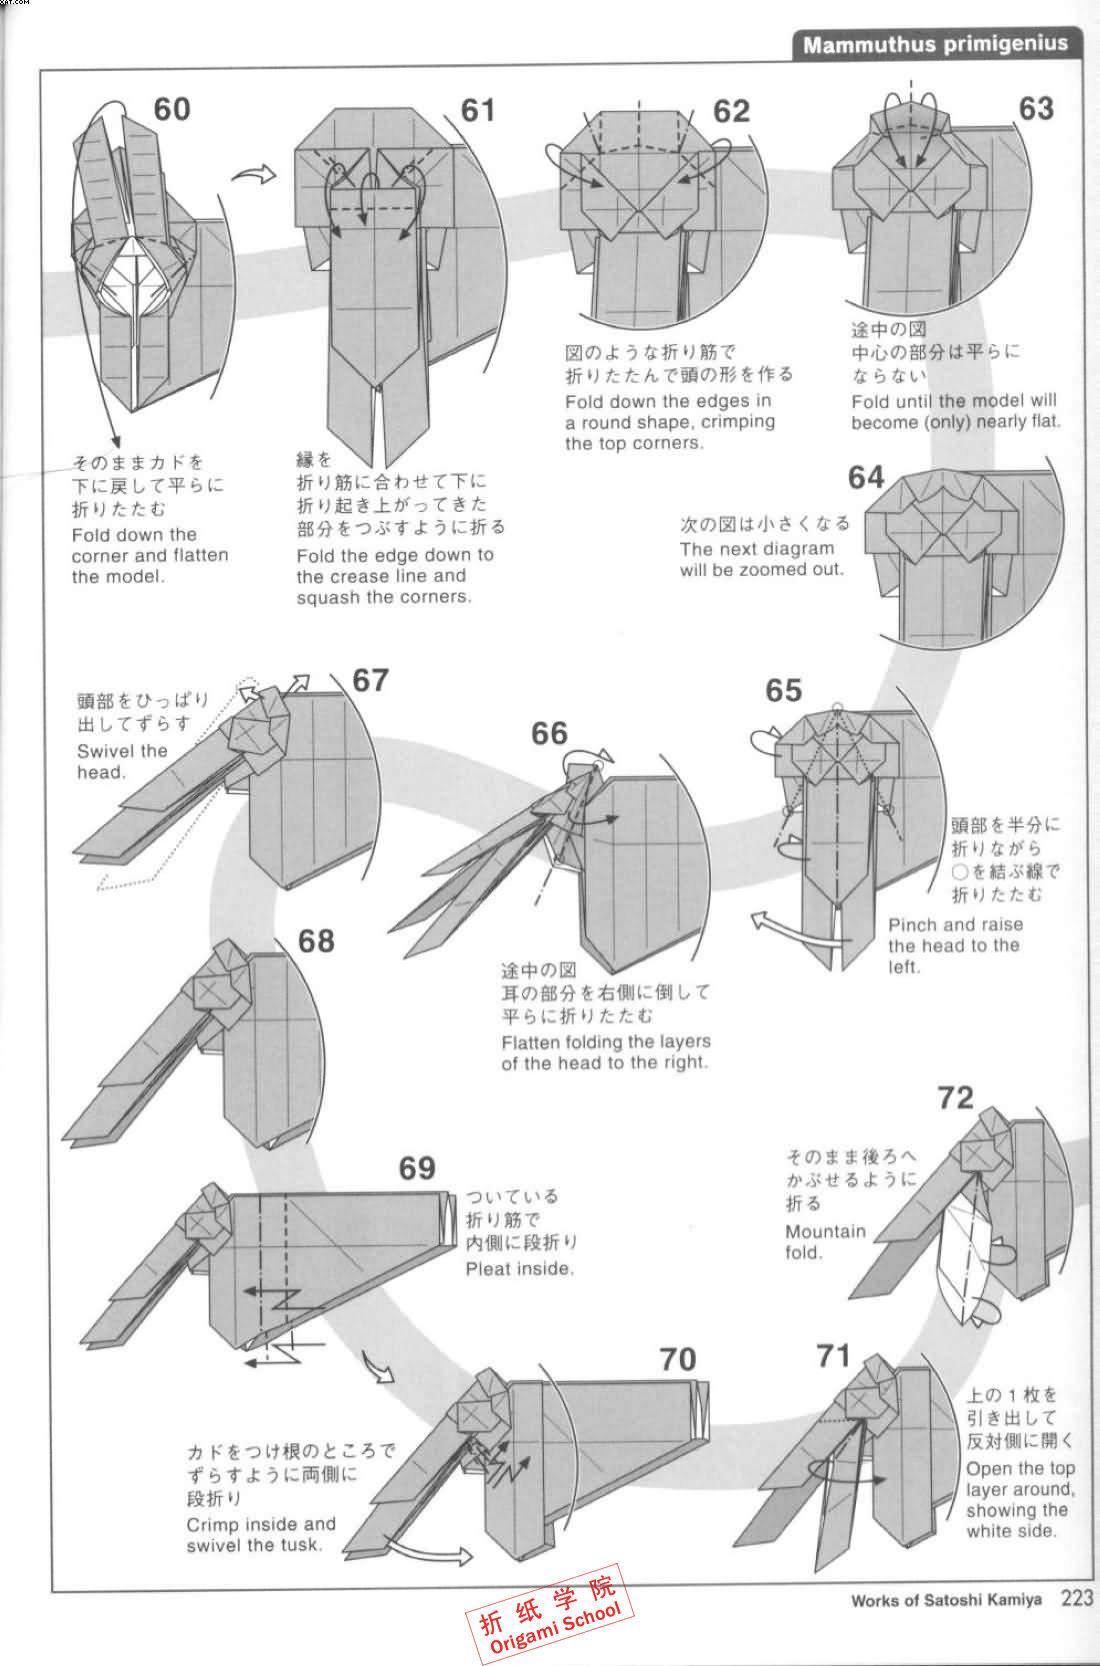 XAT.COM
Mammuthus primigenius
60
そのままカドを
下に戻して平らに
折りたたむ
Fold down the
corner and flatten
the model.
61
縁を
折り筋に合わせて下に
折り起き上がってきた
部分をつぶすように折る
Fold the edge down to
the crease line and
squash the corners.
62
図のような折り筋で
折りたたんで頭の形を作る
Fold down the edges in
a round shape, crimping
the top corners.
63
途中の図
中心の部分は平らに
ならない
Fold until the model will
become (only) nearly flat.
64
次の図は小さくなる
The next diagram
will be zoomed out.
65
頭部を半分に
折りながら
○を結ぶ線で
折りたたむ
Pinch and raise
the head to the
left.
66
途中の図
耳の部分を右側に倒して
平らに折りたたむ
Flatten folding the layers
of the head to the right.
67
頭部をひっぱり
出してずらす
Swivel the
head.
68
69
ついている
折り筋で
内側に段折り
Pleat inside.
70
カドをつけ根のところで
ずらすように両側に
段折り
Crimp inside and
swivel the tusk.
71
上の1枚を
引き出して
反対側に開く
Open the top
layer around,
showing the
white side.
72
そのまま後ろへ
かぶせるように
折る
Mountain
fold.
Works of Satoshi Kamiya 223
折纸学院
Origami School